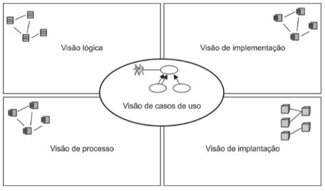 Visão lógica
Visão de implementação
Visão de casos de uso
Visão de processo
Visão de implantação